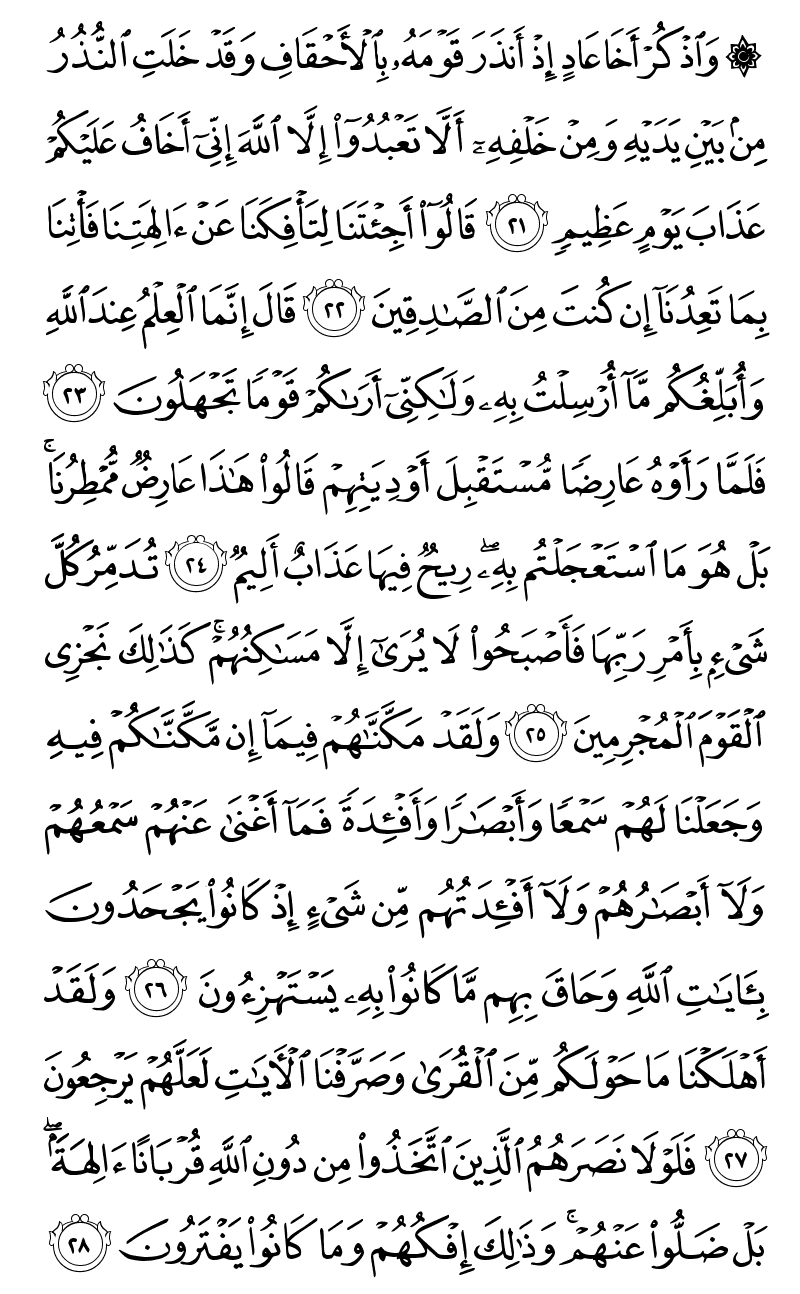 ۞ وَٱذۡكُرۡ أَخَا عَادٍ إِذۡ أَنذَرَ قَوۡمَهُۥ بِٱلۡأَحۡقَافِ وَقَدۡ خَلَتِ ٱلنُّذُرُ
مِنۢ بَيۡنِ يَدَيۡهِ وَمِنۡ خَلۡفِهِۦٓ أَلَّا تَعۡبُدُوٓاْ إِلَّا ٱللَّهَ إِنِّيٓ أَخَافُ عَلَيۡكُمۡ
عَذَابَ يَوۡمٍ عَظِيمٖ ٢١ قَالُوٓاْ أَجِئۡتَنَا لِتَأۡفِكَنَا عَنۡ ءَالِهَتِنَا فَأۡتِنَا
بِمَا تَعِدُنَآ إِن كُنتَ مِنَ ٱلصَّٰدِقِينَ ٢٢ قَالَ إِنَّمَا ٱلۡعِلۡمُ عِندَ ٱللَّهِ
وَأُبَلِّغُكُم مَّآ أُرۡسِلۡتُ بِهِۦ وَلَٰكِنِّيٓ أَرَىٰكُمۡ قَوۡمٗا تَجۡهَلُونَ ٢٣
فَلَمَّا رَأَوۡهُ عَارِضٗا مُّسۡتَقۡبِلَ أَوۡدِيَتِهِمۡ قَالُواْ هَٰذَا عَارِضٞ مُّمۡطِرُنَاۚ
بَلۡ هُوَ مَا ٱسۡتَعۡجَلۡتُم بِهِۦۖ رِيحٞ فِيهَا عَذَابٌ أَلِيمٞ ٢٤ تُدَمِّرُ كُلَّ
شَيۡءِۭ بِأَمۡرِ رَبِّهَا فَأَصۡبَحُواْ لَا يُرَىٰٓ إِلَّا مَسَٰكِنُهُمۡۚ كَذَٰلِكَ نَجۡزِي
ٱلۡقَوۡمَ ٱلۡمُجۡرِمِينَ ٢٥ وَلَقَدۡ مَكَّنَّٰهُمۡ فِيمَآ إِن مَّكَّنَّٰكُمۡ فِيهِ
وَجَعَلۡنَا لَهُمۡ سَمۡعٗا وَأَبۡصَٰرٗا وَأَفۡـِٔدَةٗ فَمَآ أَغۡنَىٰ عَنۡهُمۡ سَمۡعُهُمۡ
وَلَآ أَبۡصَٰرُهُمۡ وَلَآ أَفۡـِٔدَتُهُم مِّن شَيۡءٍ إِذۡ كَانُواْ يَجۡحَدُونَ
بِـَٔايَٰتِ ٱللَّهِ وَحَاقَ بِهِم مَّا كَانُواْ بِهِۦ يَسۡتَهۡزِءُونَ ٢٦ وَلَقَدۡ
أَهۡلَكۡنَا مَا حَوۡلَكُم مِّنَ ٱلۡقُرَىٰ وَصَرَّفۡنَا ٱلۡأٓيَٰتِ لَعَلَّهُمۡ يَرۡجِعُونَ
٢٧ فَلَوۡلَا نَصَرَهُمُ ٱلَّذِينَ ٱتَّخَذُواْ مِن دُونِ ٱللَّهِ قُرۡبَانًا ءَالِهَةَۢۖ
بَلۡ ضَلُّواْ عَنۡهُمۡۚ وَذَٰلِكَ إِفۡكُهُمۡ وَمَا كَانُواْ يَفۡتَرُونَ ٢٨